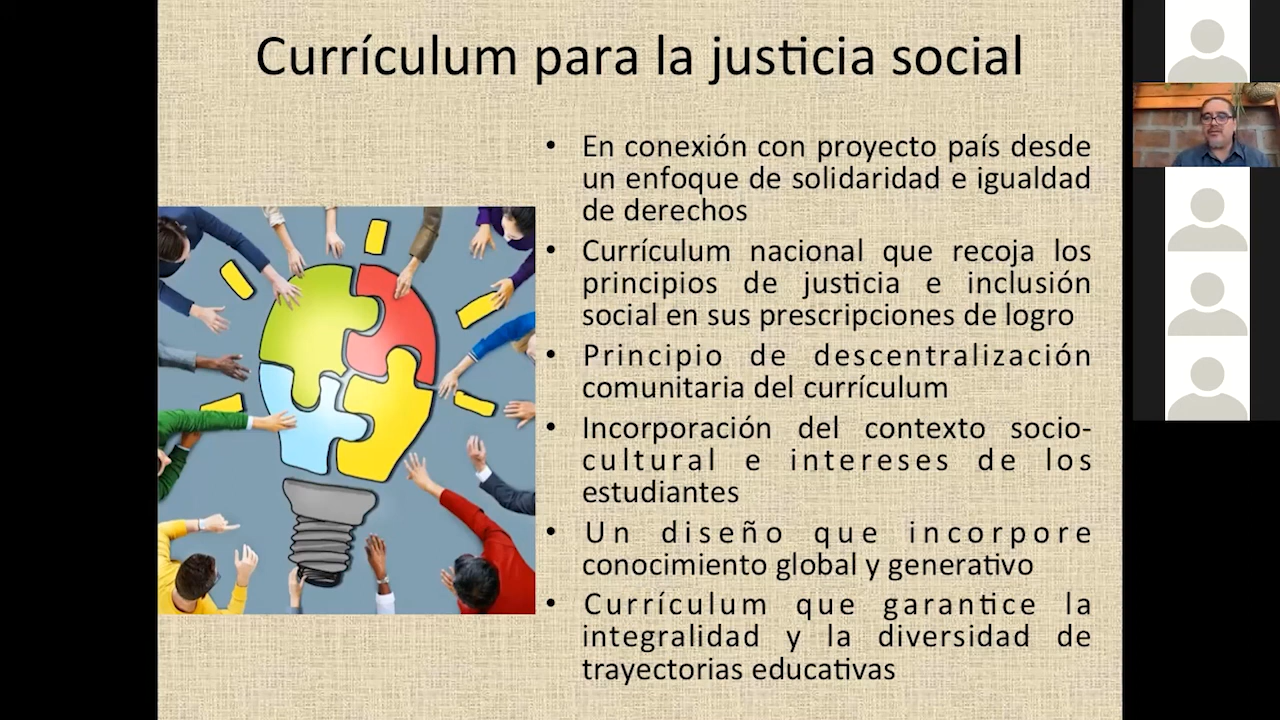 Currículum para la justicia social
• En conexión con proyecto país desde
un enfoque de solidaridad e igualdad
de derechos
• Currículum nacional que recoja los
principios de justicia e inclusión
social en sus prescripciones de logro
• Principio de descentralización
comunitaria del currículum
• Incorporación del contexto socio-
cultural e intereses de los
estudiantes
• Un diseño que incorpore
conocimiento global y generativo
• Currículum que garantice la
integralidad y la diversidad de
trayectorias educativas